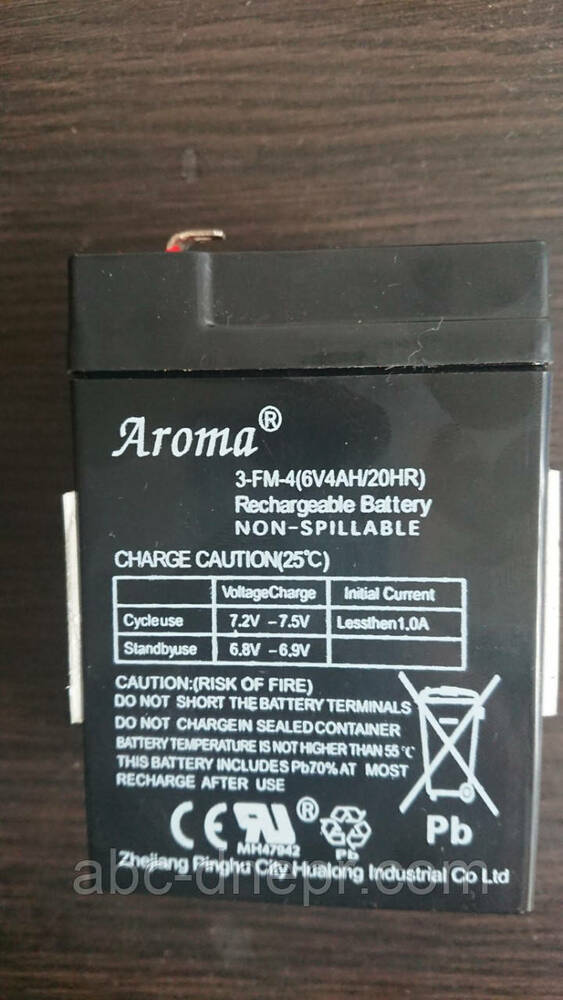 Aroma®
3-FM-4(6V4AH/20HR)
Rechargeable Battery
NON-SPILLABLE
CHARGE CAUTION(25℃)
VoltageCharge Initial Current
Cycleuse 7.2V –7.5V Lessthen1.0A
Standbyuse 6.8V –6.9V
CAUTION:(RISK OF FIRE)
DO NOT SHORT THE BATTERY TERMINALS
DO NOT CHARGEIN SEALED CONTAINER
BATTERY TEMPERATURE IS NOT HIGHER THAN 55℃
THIS BATTERY INCLUDES Pb70% AT MOST
RECHARGE AFTER USE
CE RU® Pb
MH47942 Pb
Zhejiang Pinghu City Hualong Industrial Co Ltd
abc-dnepr.com